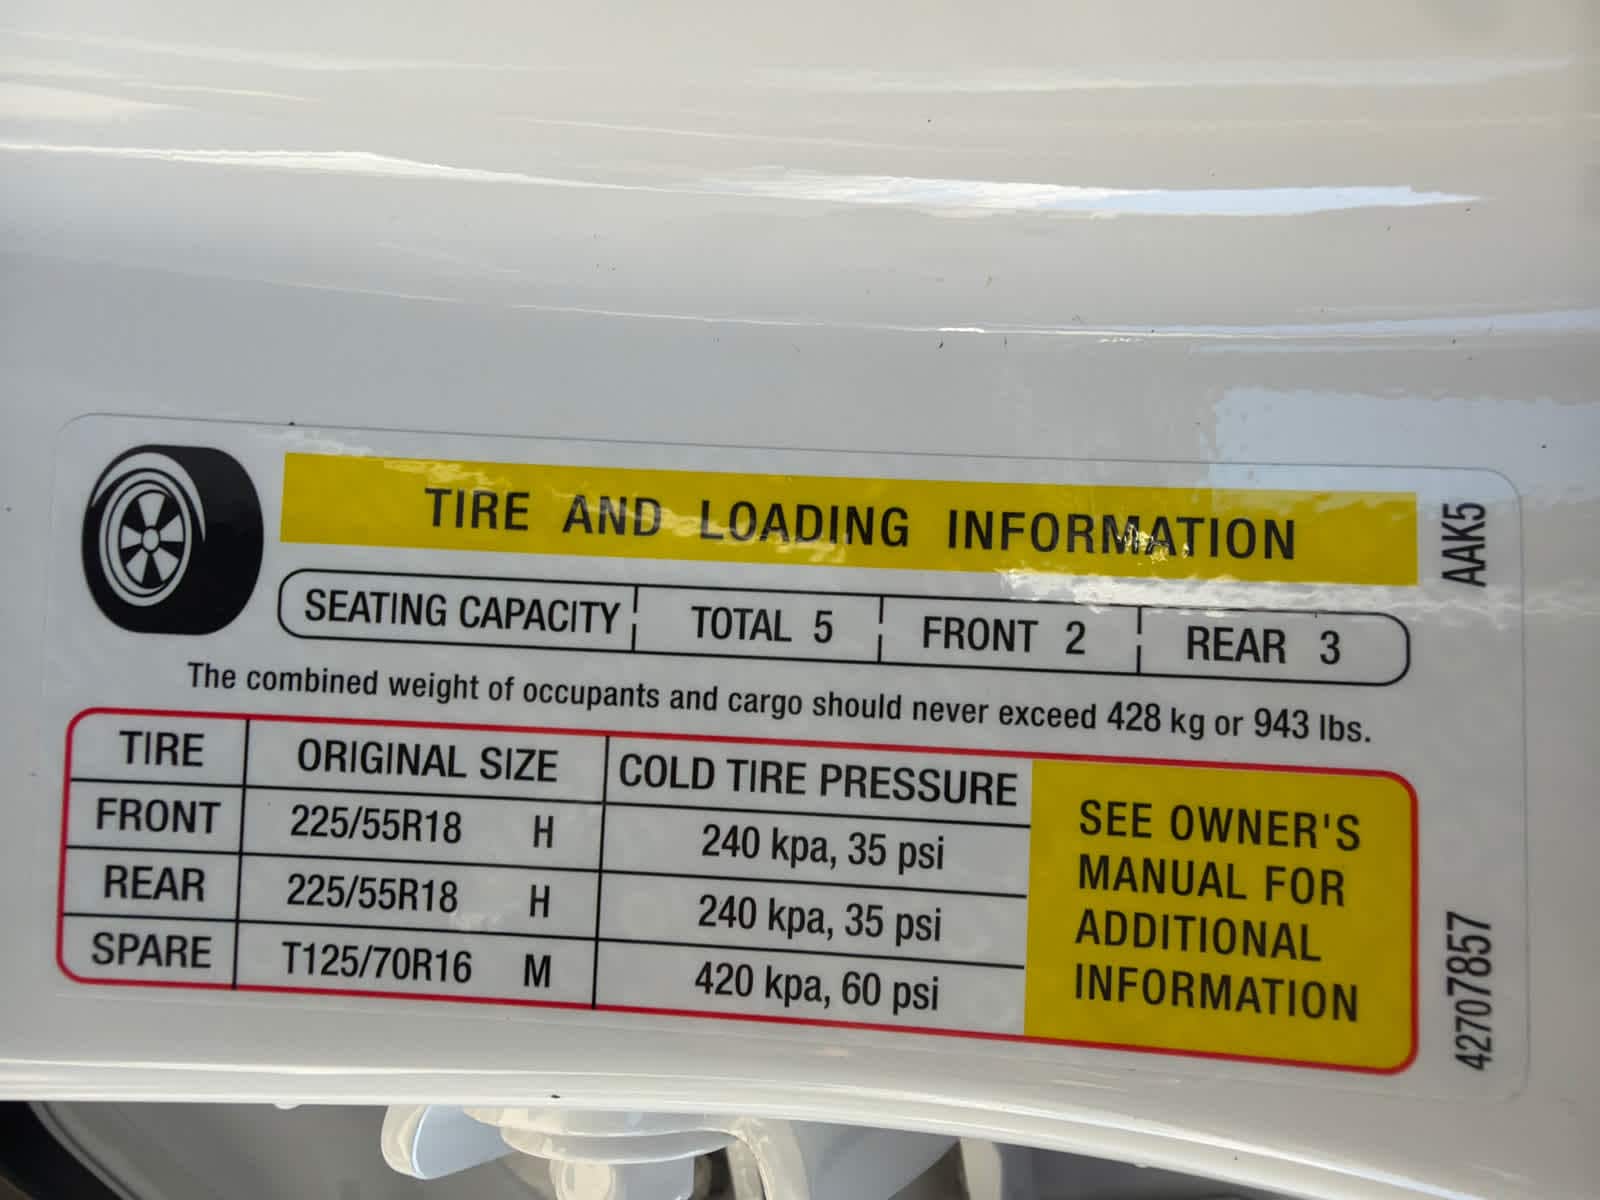 TIRE AND LOADING INFORMATION
AAK5
SEATING CAPACITY TOTAL 5 FRONT 2 REAR 3
The combined weight of occupants and cargo should never exceed 428 kg or 943 lbs.
TIRE ORIGINAL SIZE COLD TIRE PRESSURE
FRONT 225/55R18 H 240 kpa, 35 psi
REAR 225/55R18 H 240 kpa, 35 psi
SPARE T125/70R16 M 420 kpa, 60 psi
SEE OWNER'S
MANUAL FOR
ADDITIONAL
INFORMATION
42707857